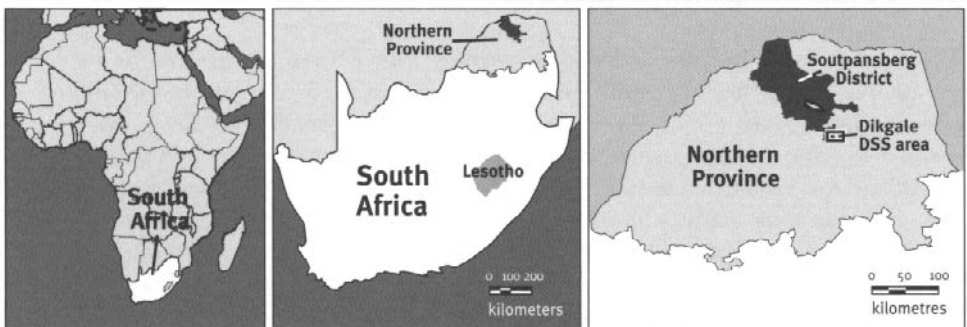 South
Africa
Northern
Province
South
Africa
Lesotho
0 100 200
kilometers
Soutpansberg
District
Dikgale
DSS area
Northern
Province
0 50 100
kilometres